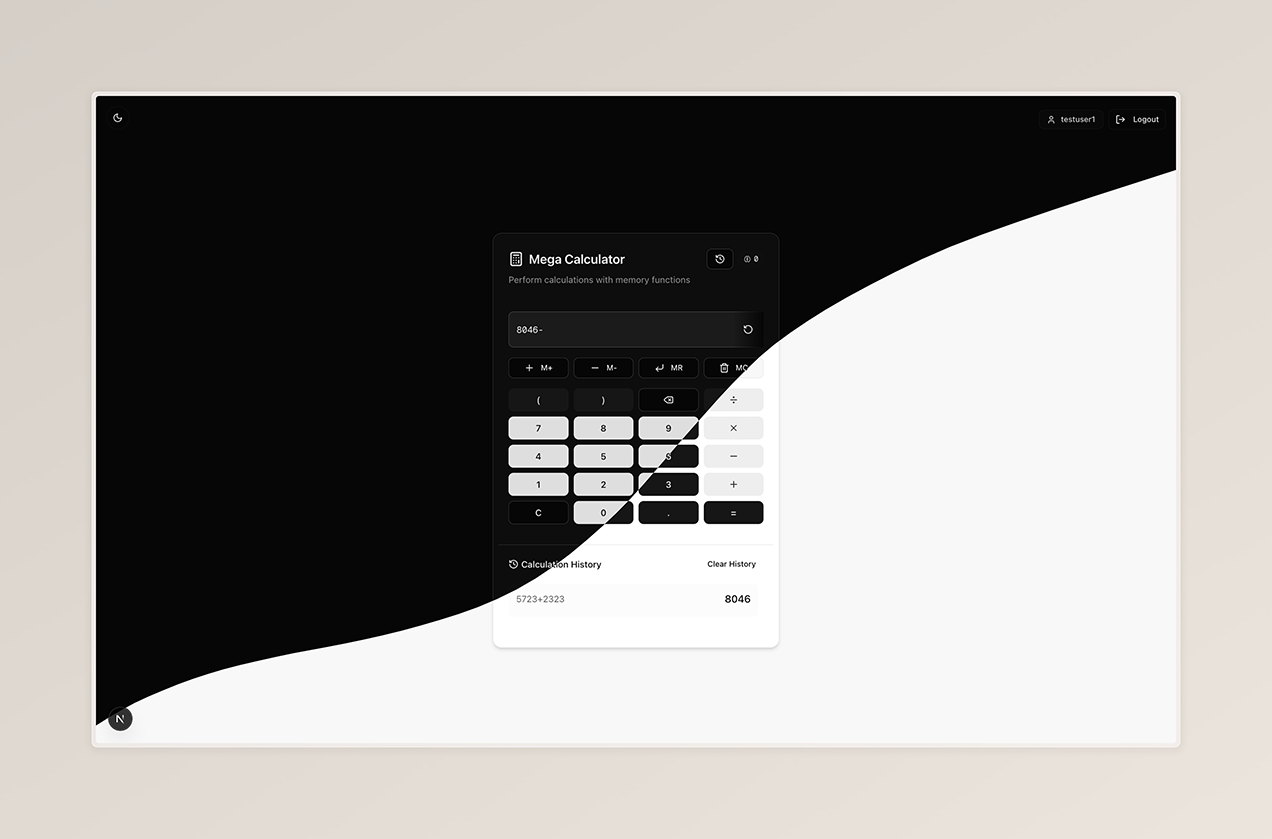 testuser1 Logout
Mega Calculator 0
Perform calculations with memory functions
8046-
+ M+ − M- MR MC
( ) ÷
7 8 9 ×
4 5 6 −
1 2 3 +
C 0 . =
Calculation History Clear History
5723+2323 8046
N